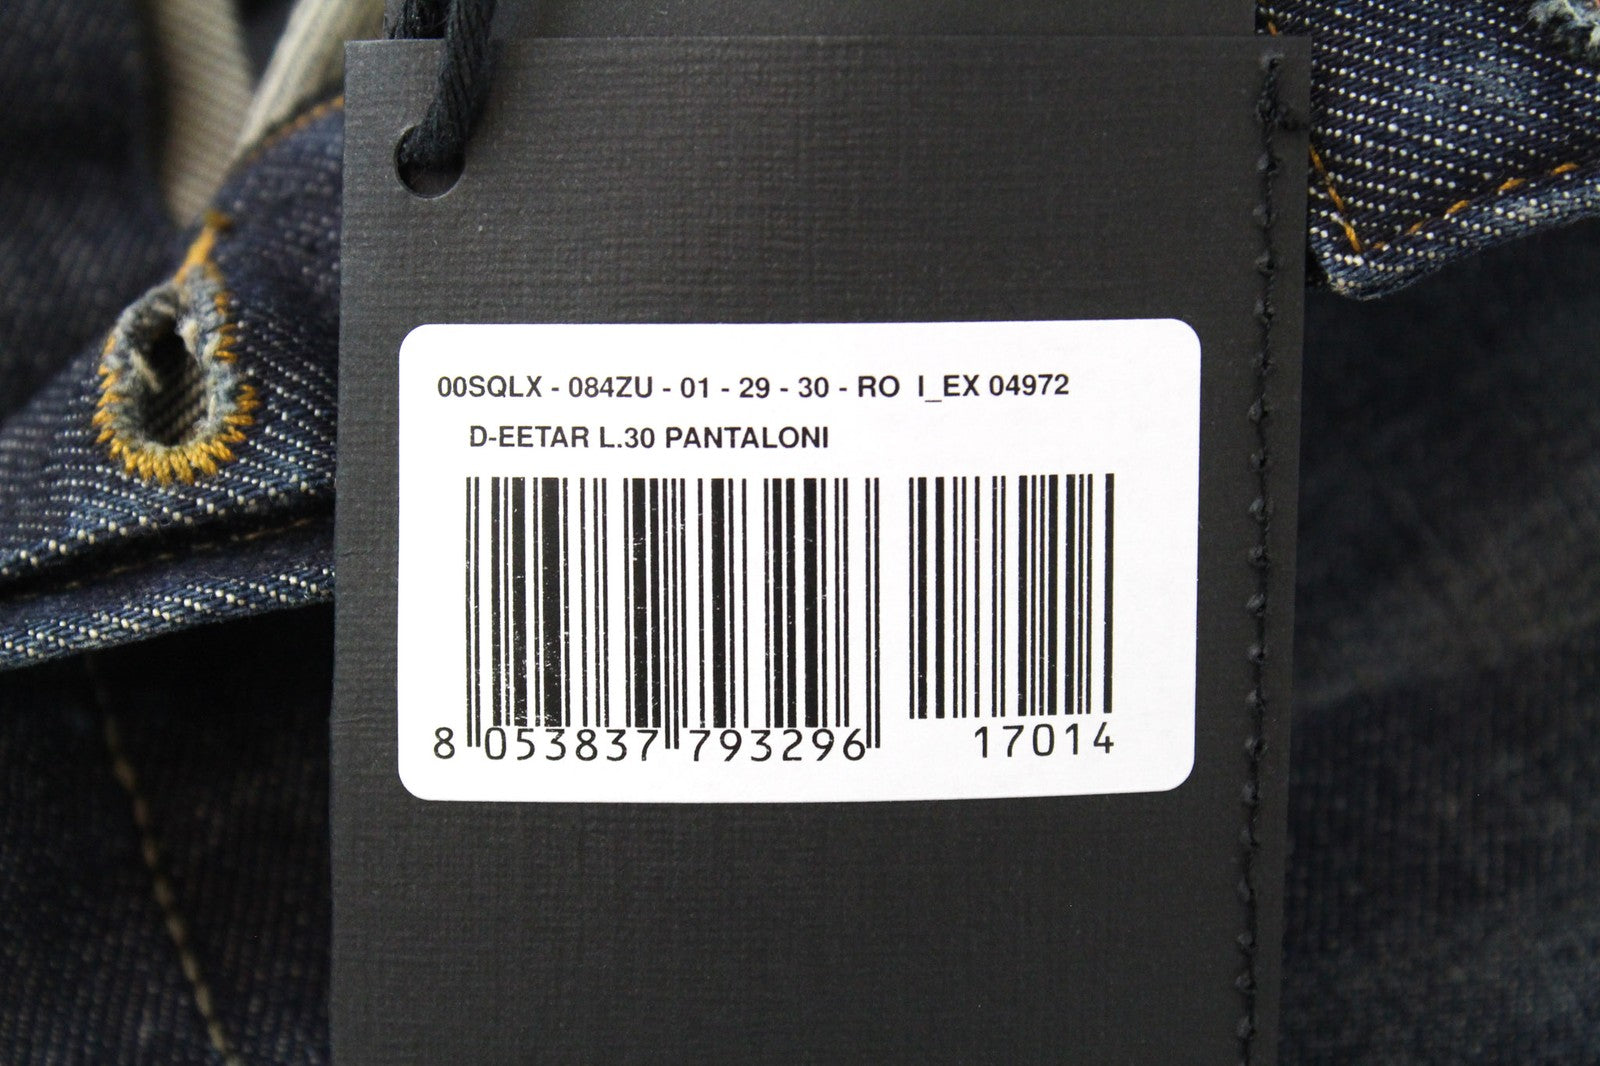 00SQLX - 084ZU - 01 - 29 - 30 - RO I_EX 04972
D-EETAR L.30 PANTALONI
8 053837 793296 17014